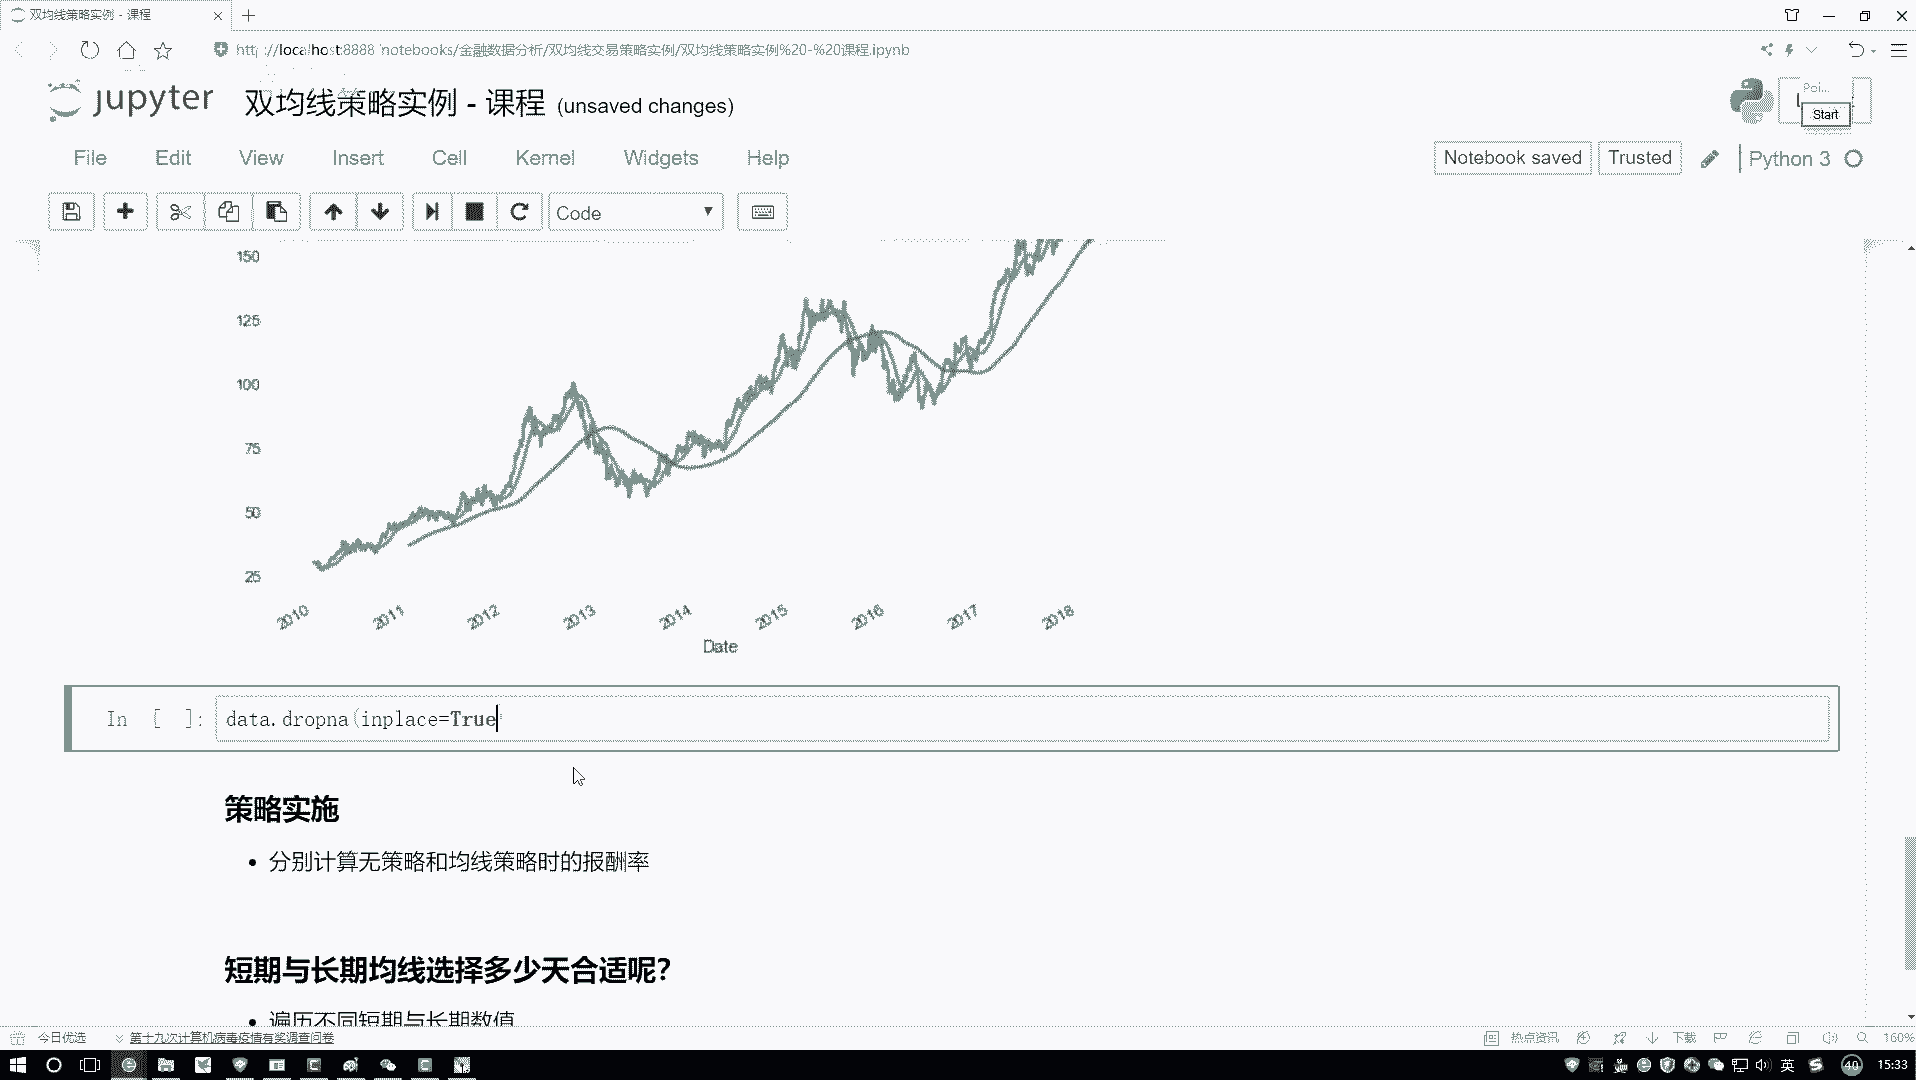 双均线策略实例 - 课程
http://localhost:8888/notebooks/金融数据分析/双均线交易策略实例/双均线策略实例%20-%20课程.ipynb
jupyter 双均线策略实例 - 课程 (unsaved changes)
Poi...
Start
File Edit View Insert Cell Kernel Widgets Help
Notebook saved Trusted Python 3
Code
150
125
100
75
50
25
2010 2011 2012 2013 2014 2015 2016 2017 2018
Date
In [ ]: data.dropna(inplace=True
策略实施
• 分别计算无策略和均线策略时的报酬率
短期与长期均线选择多少天合适呢?
• 遍历不同短期与长期数值
今日优选 第十九次计算机病毒疫情有奖调查问卷 热点资讯 下载 160%
英 40 15:33